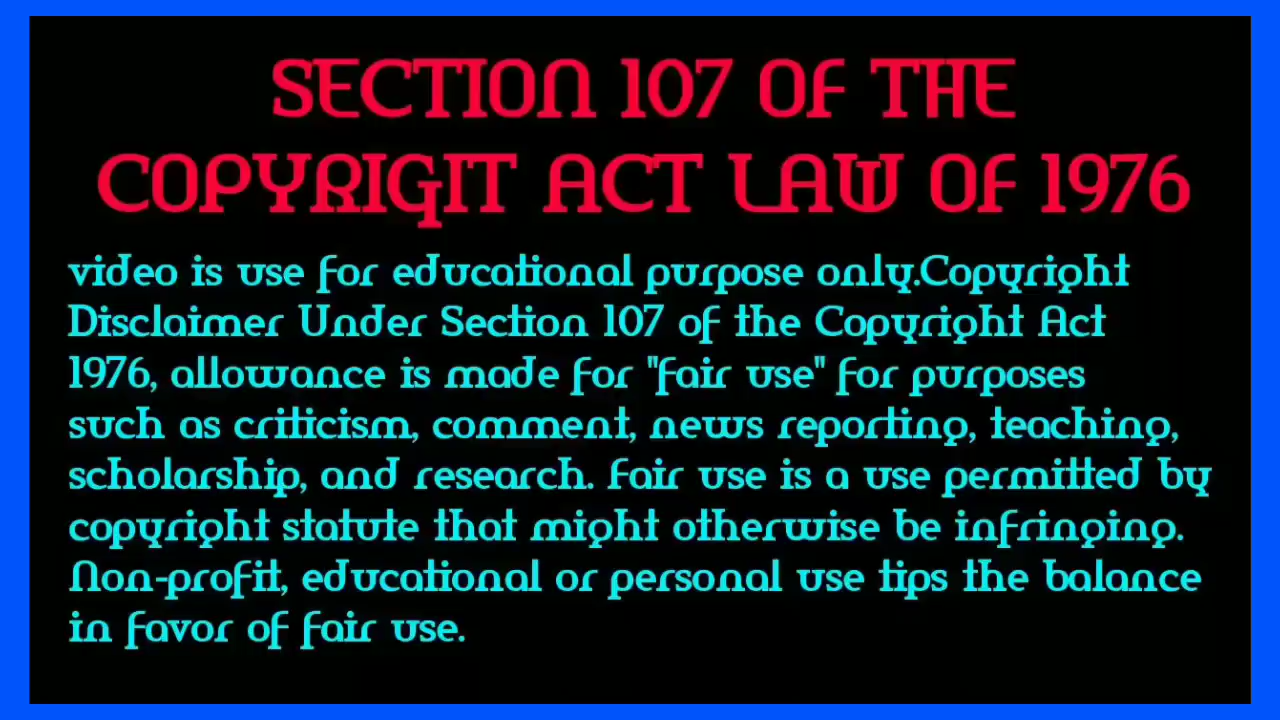 SECTION 107 OF THE
COPYRIGIT ACT LAW OF 1976
video is use for educational purpose only.Copyright
Disclaimer Under Section 107 of the Copyright Act
1976, allowance is made for "fair use" for purposes
such as criticism, comment, news reporting, teaching,
scholarship, and research. Fair use is a use permitted by
copyright statute that might otherwise be infringing.
Non-profit, educational or personal use tips the balance
in favor of fair use.